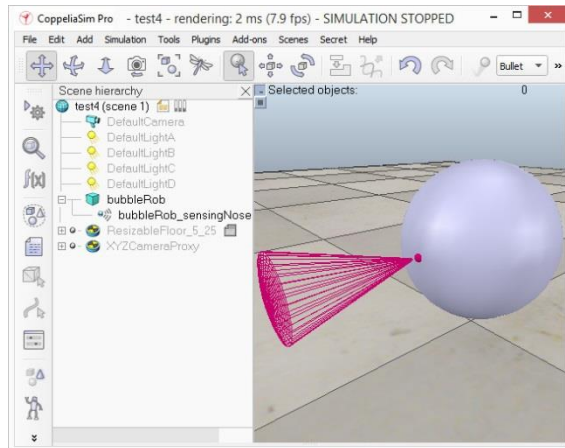 CoppeliaSim Pro - test4 - rendering: 2 ms (7.9 fps) - SIMULATION STOPPED
File Edit Add Simulation Tools Plugins Add-ons Scenes Secret Help
Bullet
f(x)
Scene hierarchy
test4 (scene 1)
DefaultCamera
DefaultLightA
DefaultLightB
DefaultLightC
DefaultLightD
bubbleRob
bubbleRob_sensingNose
ResizableFloor_5_25
XYZCameraProxy
Selected objects: 0